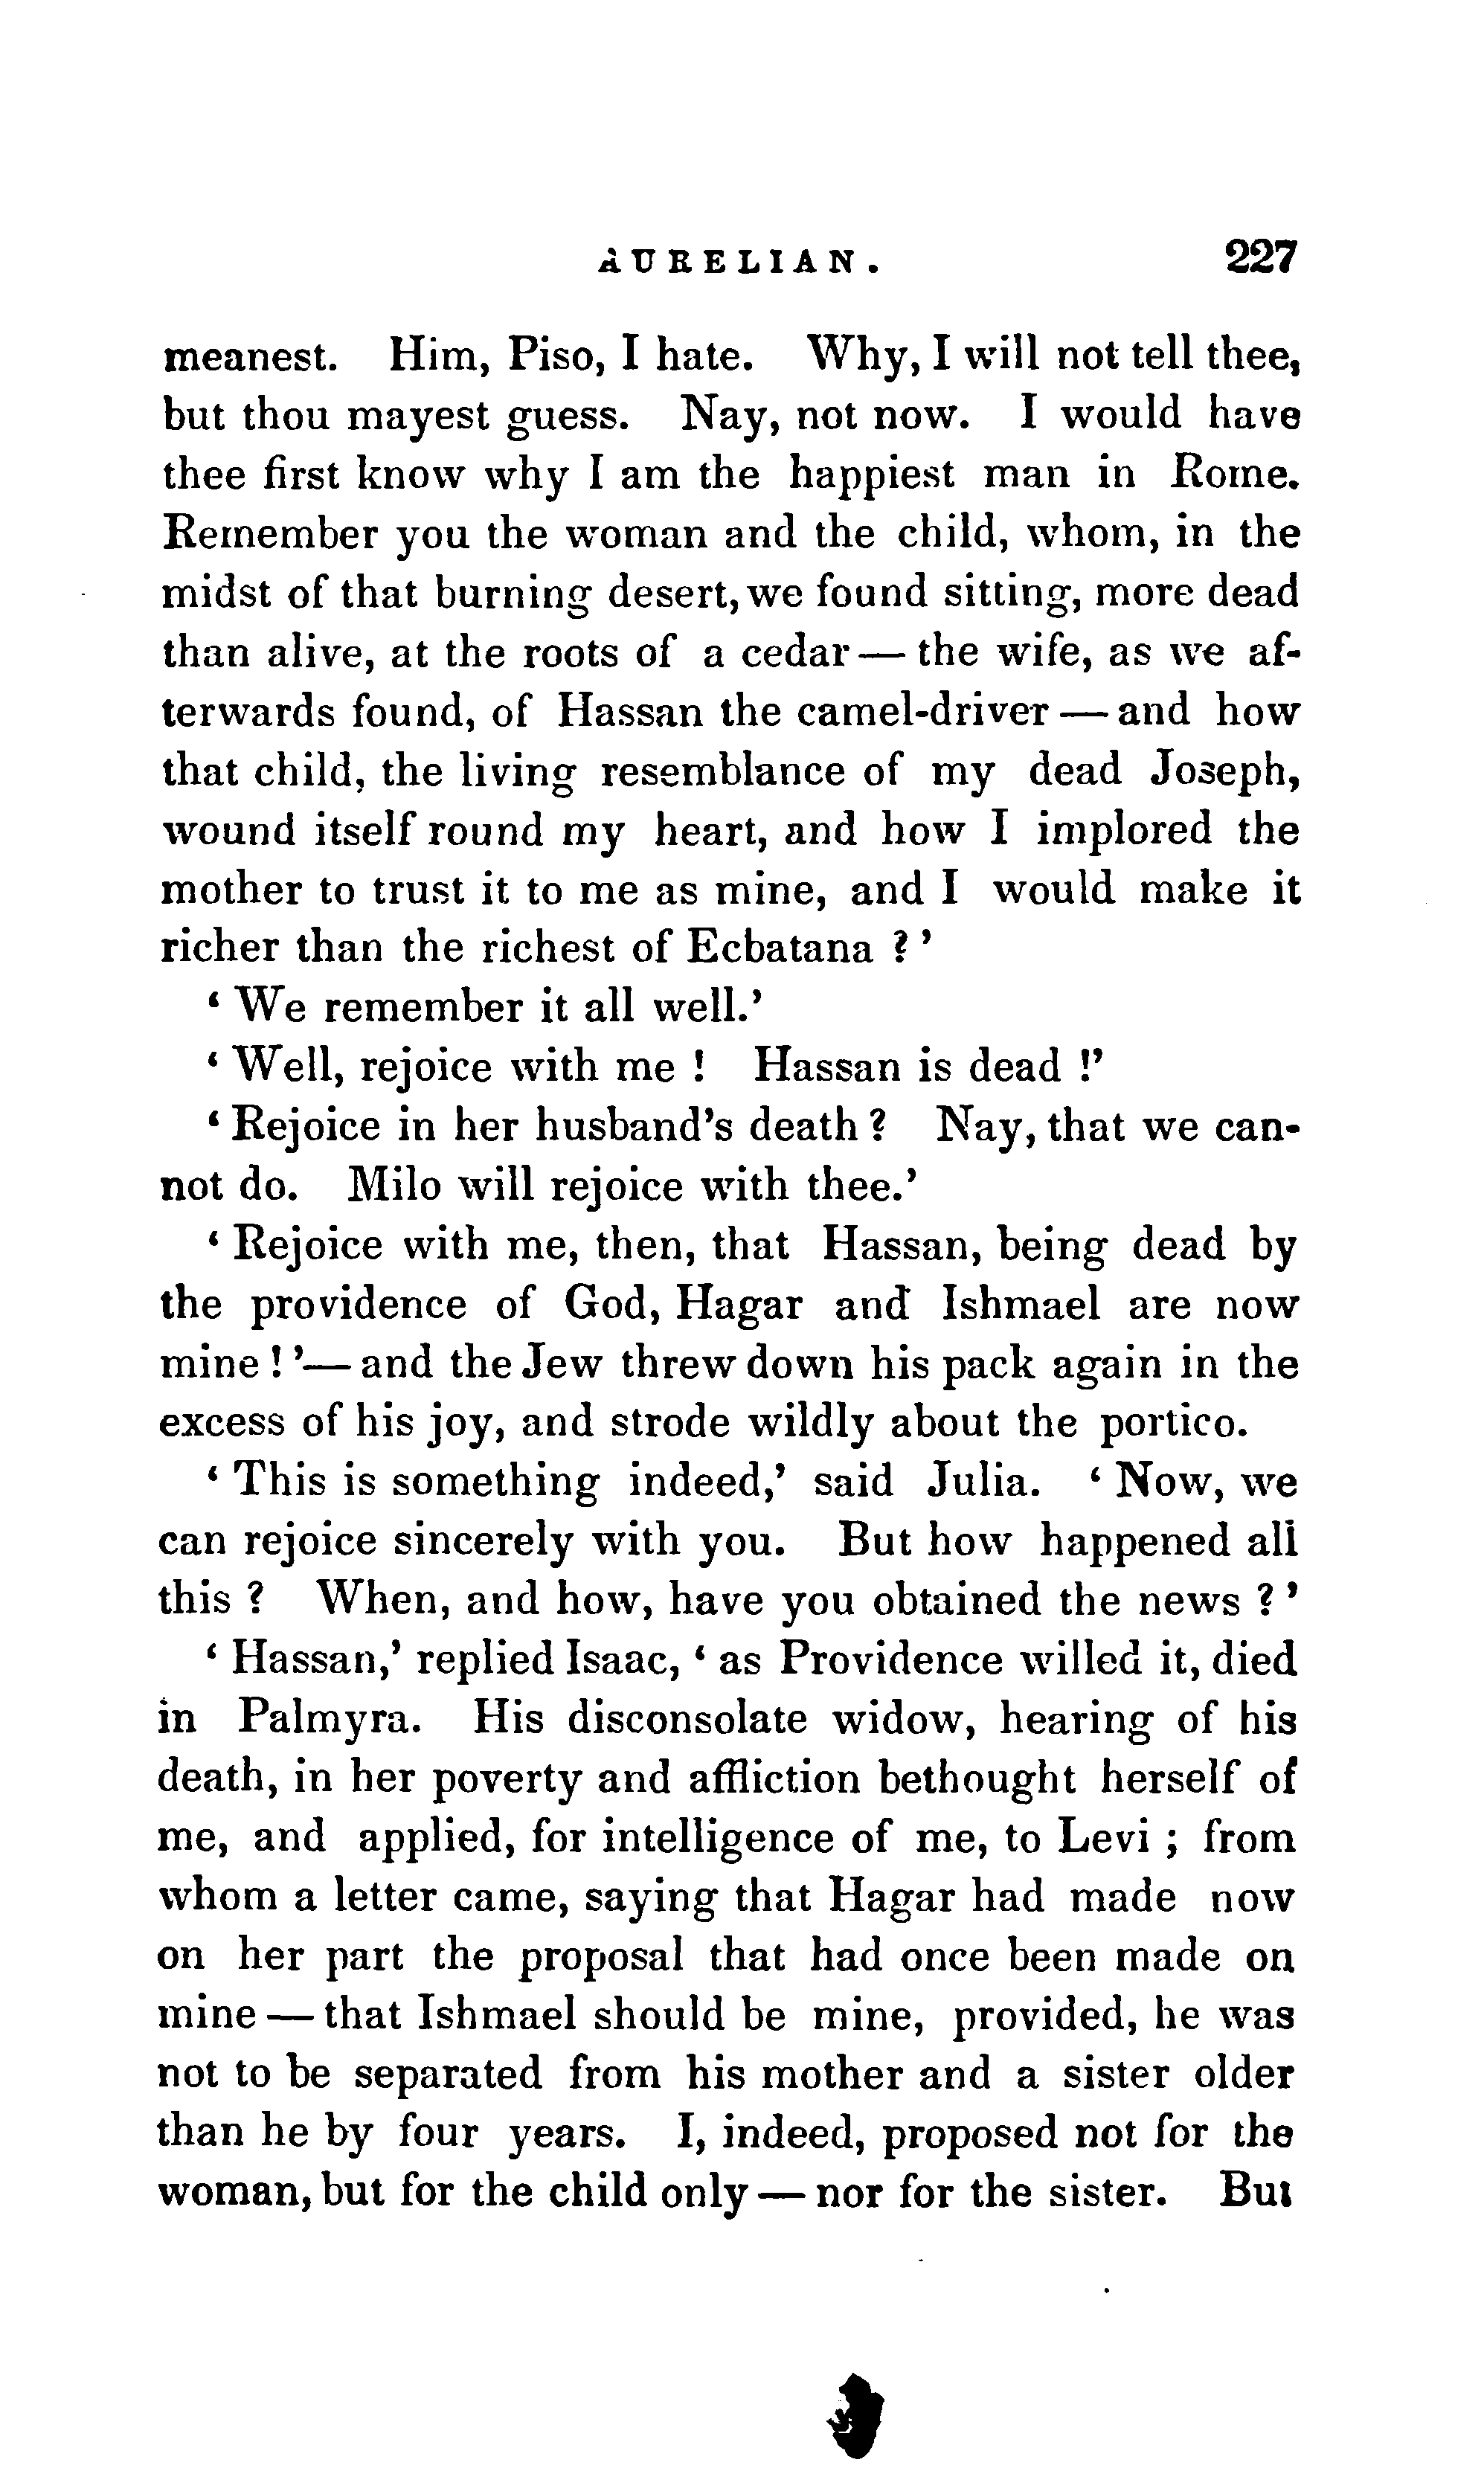 AURELIAN. 227
meanest. Him, Piso, I hate. Why, I will not tell thee,
but thou mayest guess. Nay, not now. I would have
thee first know why I am the happiest man in Rome.
Remember you the woman and the child, whom, in the
midst of that burning desert, we found sitting, more dead
than alive, at the roots of a cedar — the wife, as we af-
terwards found, of Hassan the camel-driver — and how
that child, the living resemblance of my dead Joseph,
wound itself round my heart, and how I implored the
mother to trust it to me as mine, and I would make it
richer than the richest of Ecbatana ? ’
‘ We remember it all well.’
‘ Well, rejoice with me ! Hassan is dead !’
‘ Rejoice in her husband’s death ? Nay, that we can-
not do. Milo will rejoice with thee.’
‘ Rejoice with me, then, that Hassan, being dead by
the providence of God, Hagar and Ishmael are now
mine ! ’ — and the Jew threw down his pack again in the
excess of his joy, and strode wildly about the portico.
‘ This is something indeed,’ said Julia. ‘ Now, we
can rejoice sincerely with you. But how happened all
this ? When, and how, have you obtained the news ? ’
‘ Hassan,’ replied Isaac, ‘ as Providence willed it, died
in Palmyra. His disconsolate widow, hearing of his
death, in her poverty and affliction bethought herself of
me, and applied, for intelligence of me, to Levi ; from
whom a letter came, saying that Hagar had made now
on her part the proposal that had once been made on
mine — that Ishmael should be mine, provided, he was
not to be separated from his mother and a sister older
than he by four years. I, indeed, proposed not for the
woman, but for the child only — nor for the sister. But